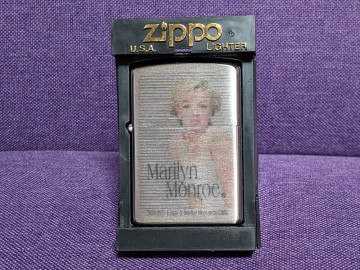 zippo
U.S.A. LIGHTER
Marilyn
Monroe